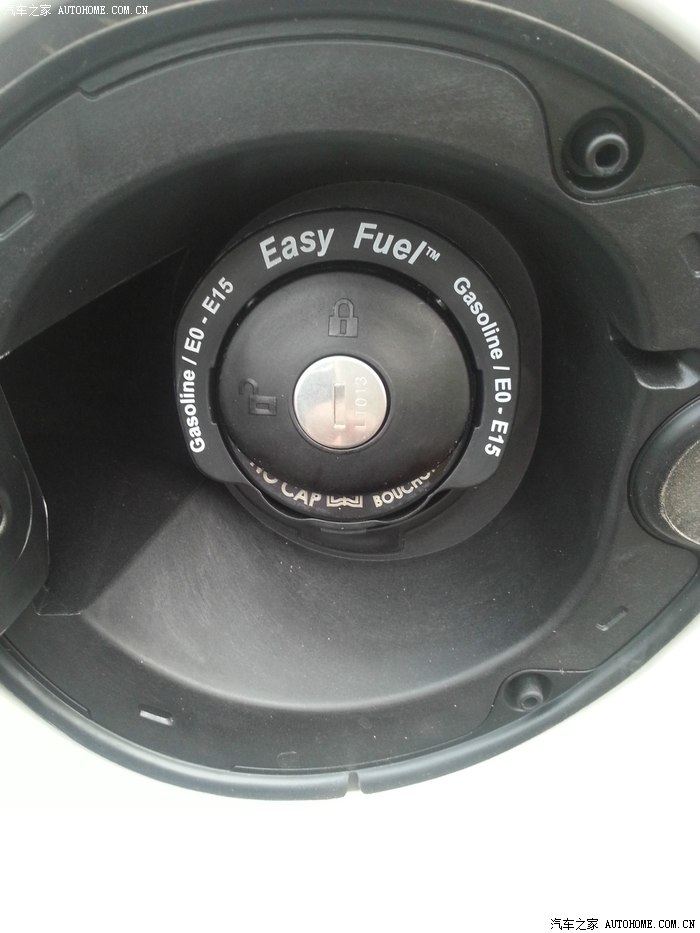 汽车之家 AUTOHOME.COM.CN
Easy Fuel™
Gasoline / E0 - E15
Gasoline / E0 - E15
CAP
汽车之家 AUTOHOME.COM.CN